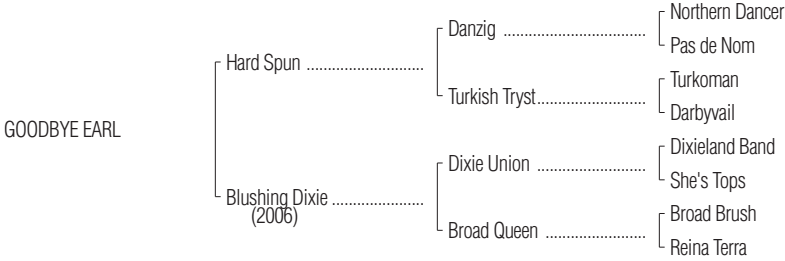 Northern Dancer
Danzig ..................................
Pas de Nom
Hard Spun ............................
Turkoman
Turkish Tryst..........................
Darbyvail
GOODBYE EARL
Dixieland Band
Dixie Union ..........................
She's Tops
Blushing Dixie ......................
(2006)
Broad Brush
Broad Queen ........................
Reina Terra